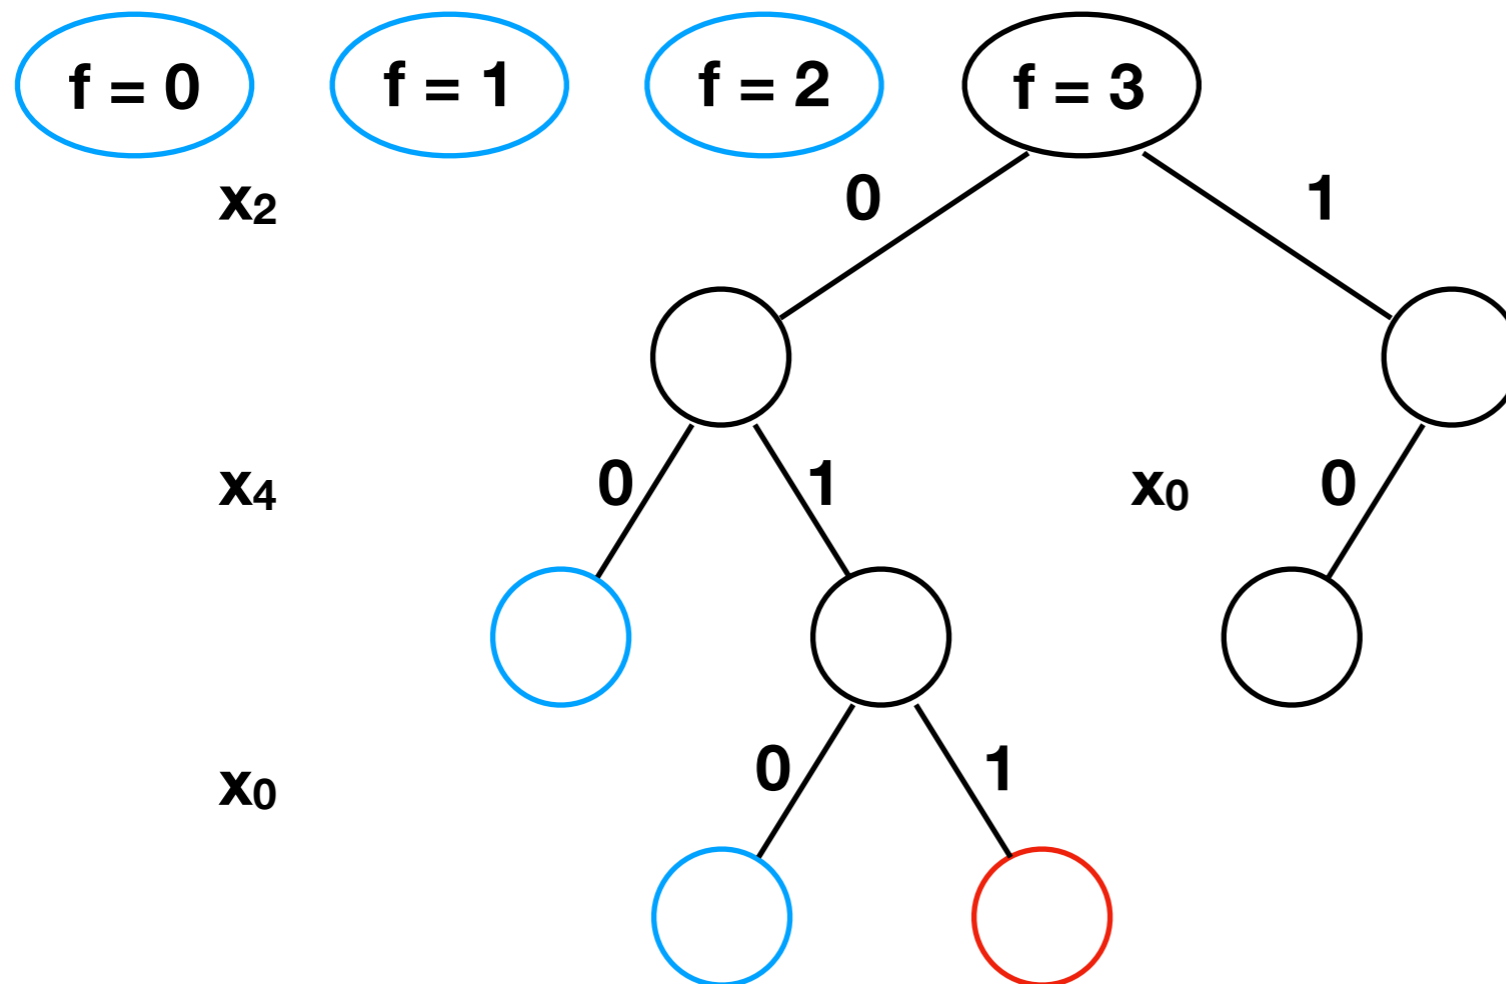 f = 0 f = 1 f = 2 f = 3
x₂ 0 1
x₄ 0 1 x₀ 0
x₀ 0 1